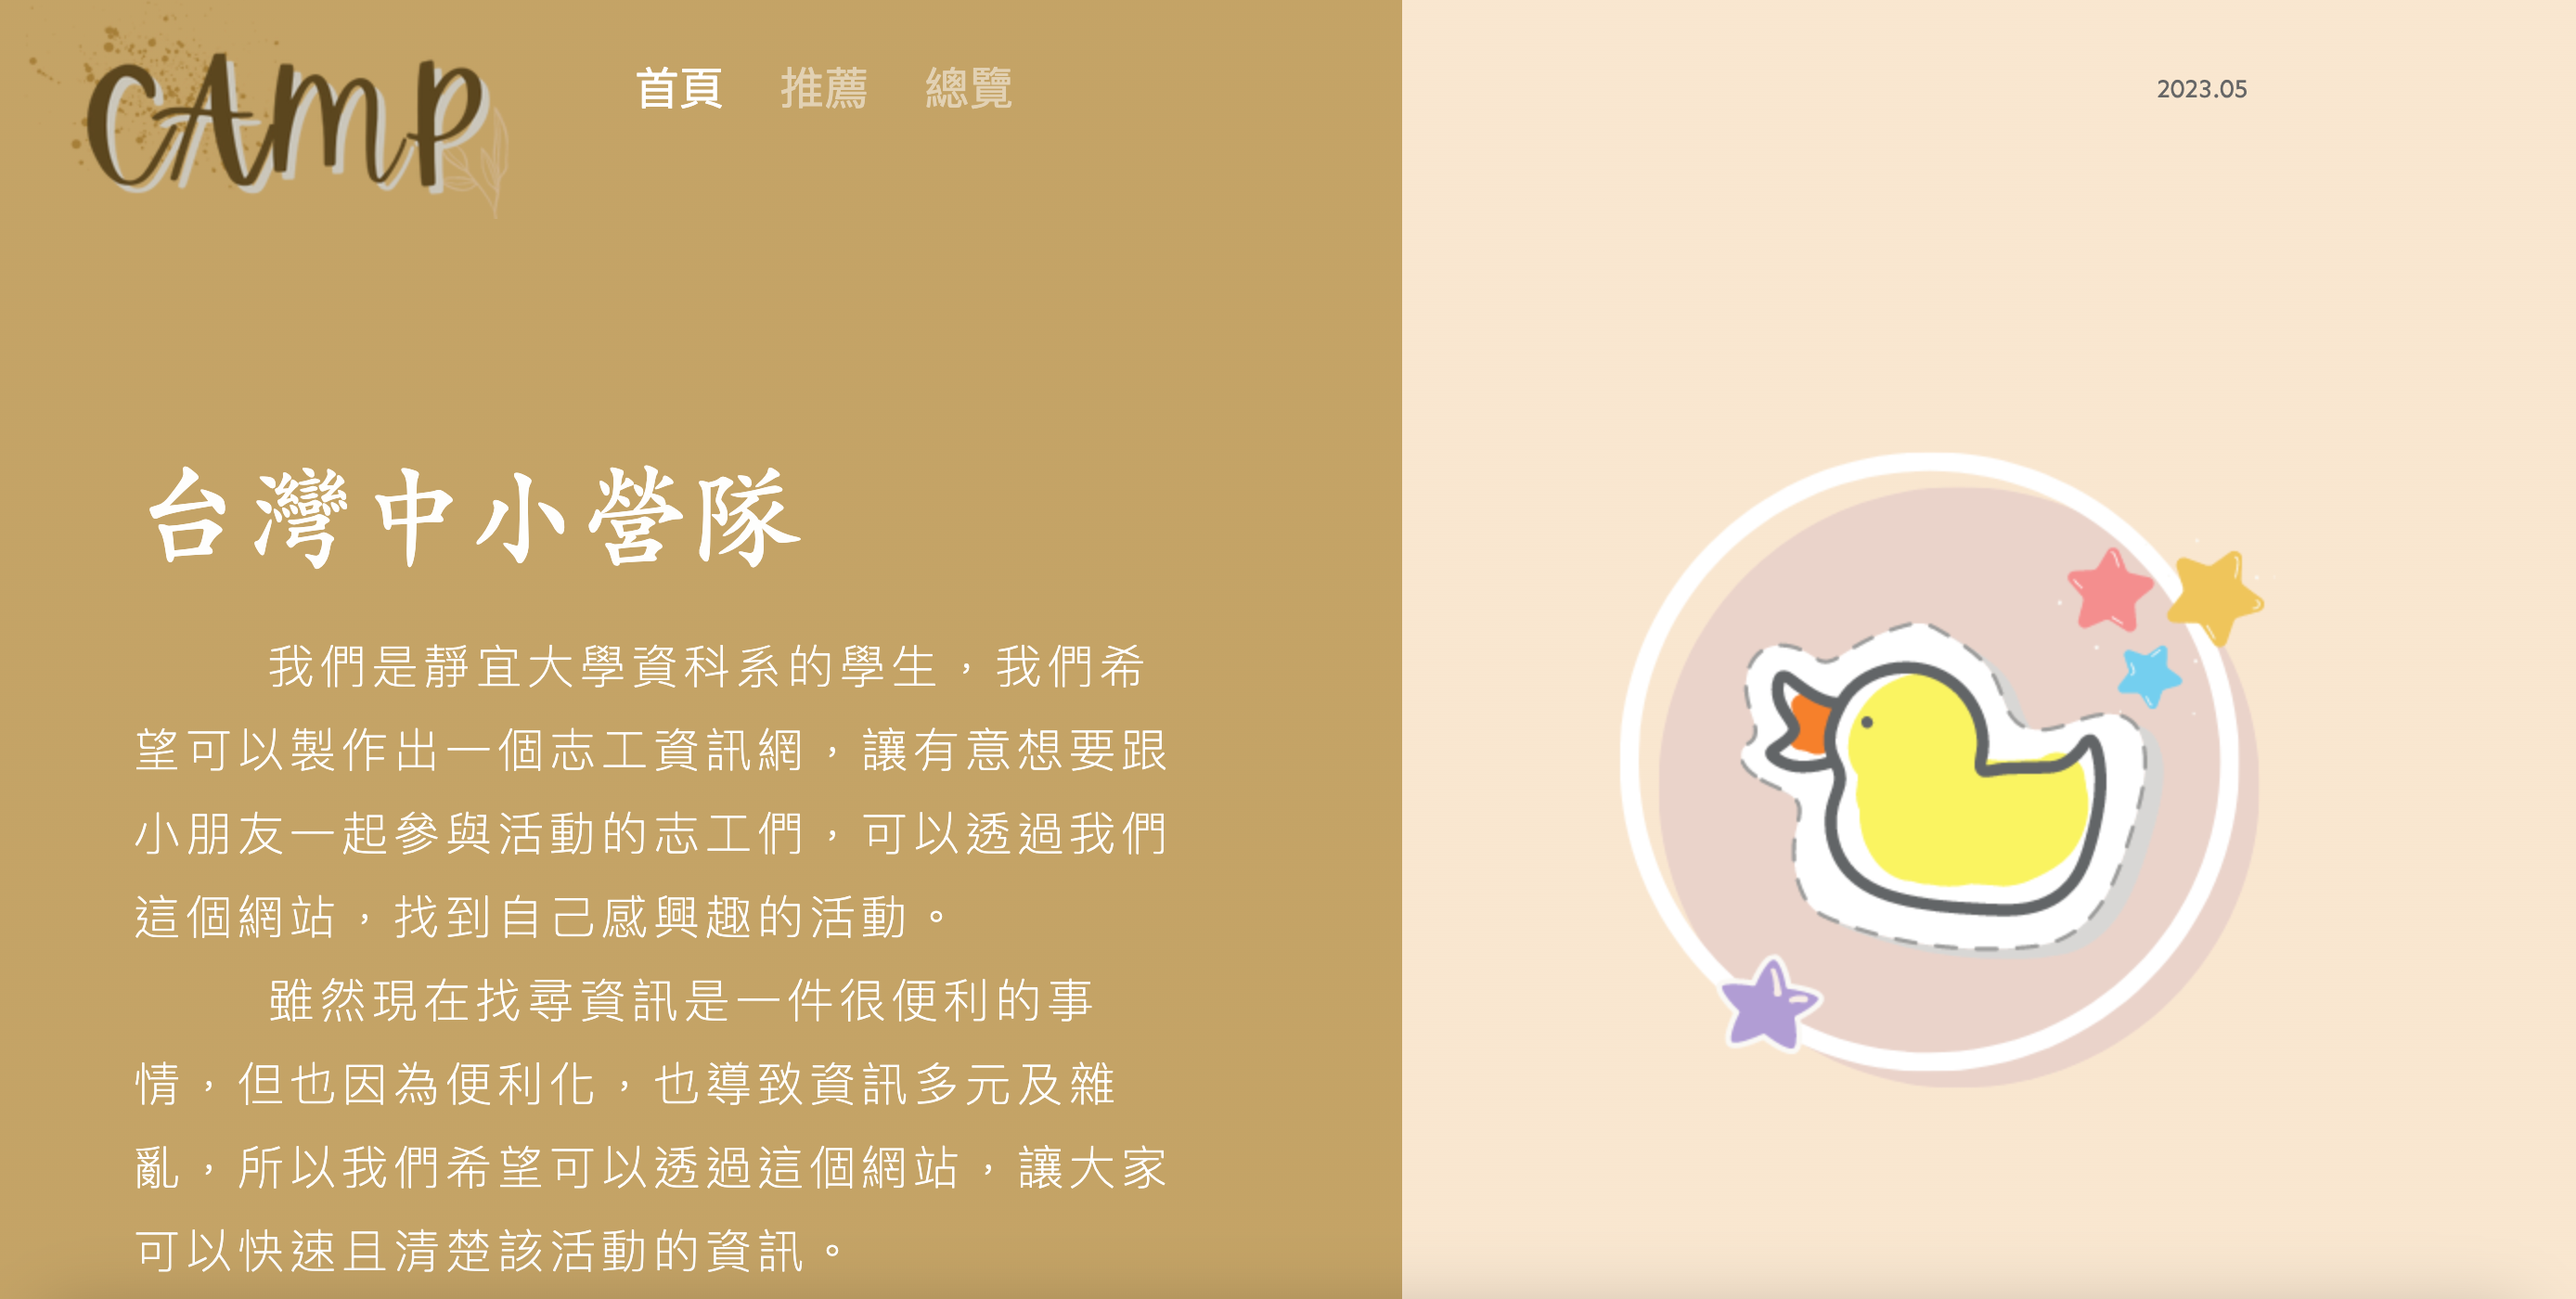 CAMP
首頁 推薦 總覽
2023.05
台灣中小營隊
我們是靜宜大學資科系的學生，我們希
望可以製作出一個志工資訊網，讓有意想要跟
小朋友一起參與活動的志工們，可以透過我們
這個網站，找到自己感興趣的活動。
雖然現在找尋資訊是一件很便利的事
情，但也因為便利化，也導致資訊多元及雜
亂，所以我們希望可以透過這個網站，讓大家
可以快速且清楚該活動的資訊。